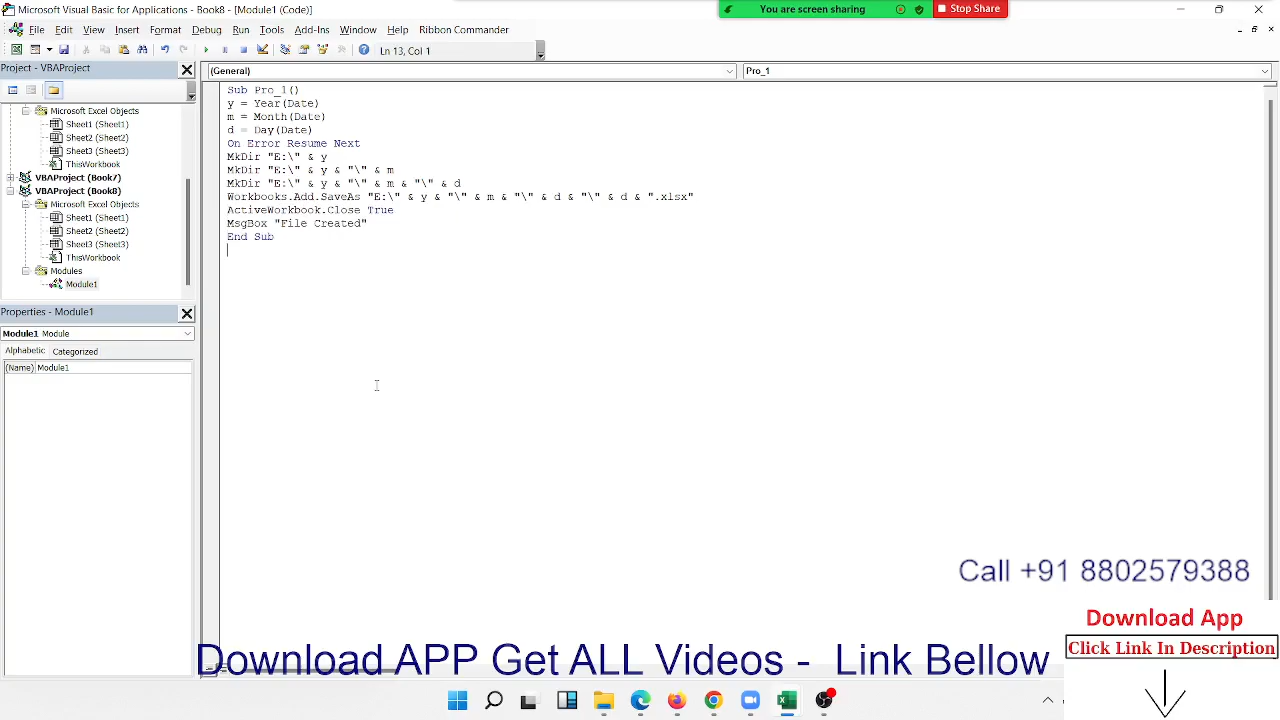 Microsoft Visual Basic for Applications - Book8 - [Module1 (Code)]
You are screen sharing
Stop Share
File Edit View Insert Format Debug Run Tools Add-Ins Window Help Ribbon Commander
Ln 13, Col 1
Project - VBAProject
(General)
Pro_1
Microsoft Excel Objects
Sheet1 (Sheet1)
Sheet2 (Sheet2)
Sheet3 (Sheet3)
ThisWorkbook
VBAProject (Book7)
VBAProject (Book8)
Microsoft Excel Objects
Sheet1 (Sheet1)
Sheet2 (Sheet2)
Sheet3 (Sheet3)
ThisWorkbook
Modules
Module1
Sub Pro_1()
y = Year(Date)
m = Month(Date)
d = Day(Date)
On Error Resume Next
MkDir "E:\" & y
MkDir "E:\" & y & "\" & m
MkDir "E:\" & y & "\" & m & "\" & d
Workbooks.Add.SaveAs "E:\" & y & "\" & m & "\" & d & "\" & d & ".xlsx"
ActiveWorkbook.Close True
MsgBox "File Created"
End Sub
Properties - Module1
Module1 Module
Alphabetic Categorized
(Name) Module1
Call +91 8802579388
Download App
Click Link In Description
Download APP Get ALL Videos - Link Bellow